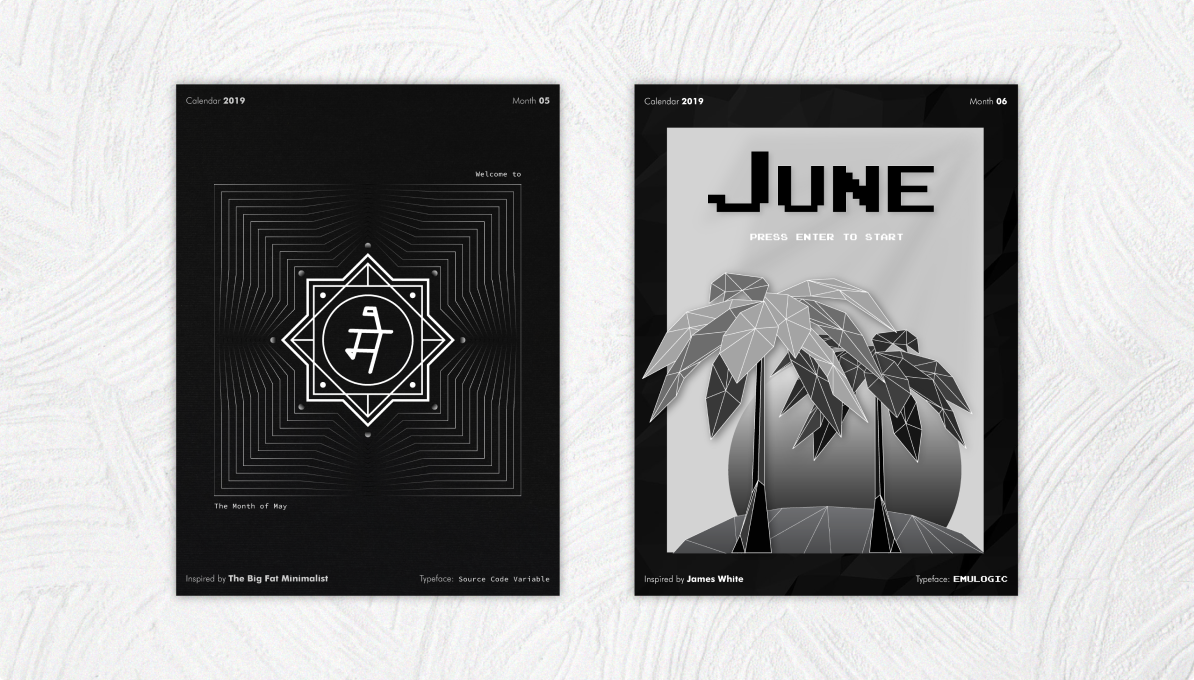 Calendar 2019
Month 05
Welcome to
मे
The Month of May
Inspired by The Big Fat Minimalist
Typeface: Source Code Variable
Calendar 2019
Month 06
JUNE
PRESS ENTER TO START
Inspired by James White
Typeface: EMULOGIC